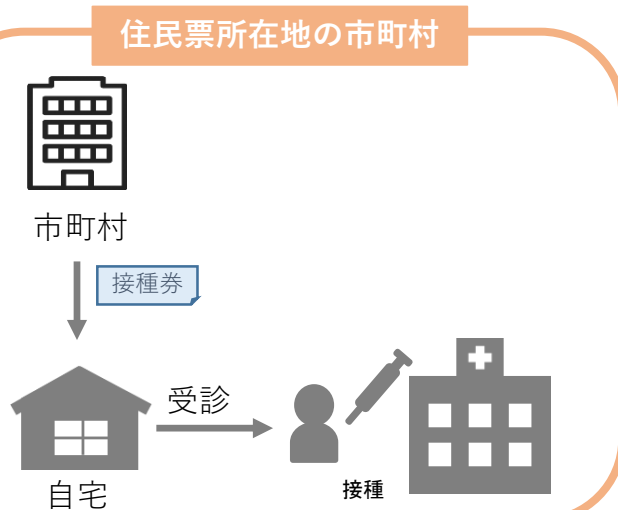 住民票所在地の市町村
市町村
接種券
受診
接種
自宅